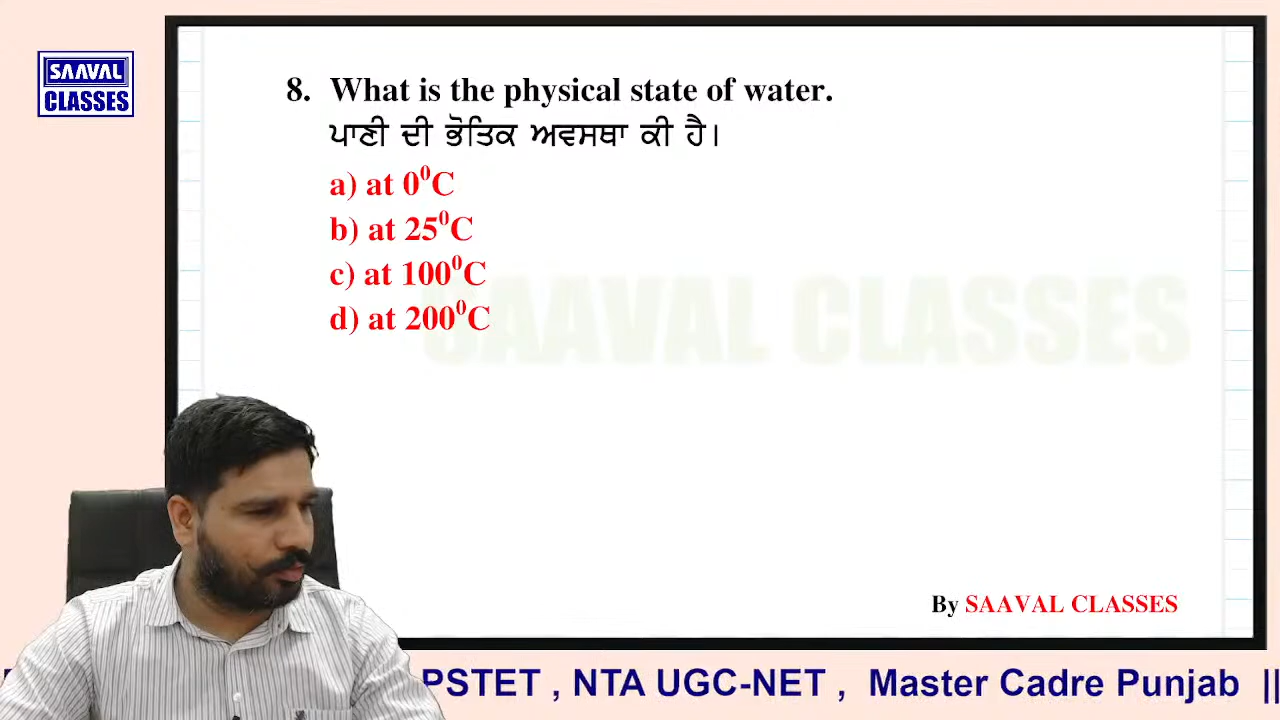 SAAVAL
CLASSES
8. What is the physical state of water.
ਪਾਣੀ ਦੀ ਭੋਤਿਕ ਅਵਸਥਾ ਕੀ ਹੈ।
a) at 0⁰C
b) at 25⁰C
c) at 100⁰C
d) at 200⁰C
SAAVAL CLASSES
By SAAVAL CLASSES
PSTET , NTA UGC-NET , Master Cadre Punjab ||